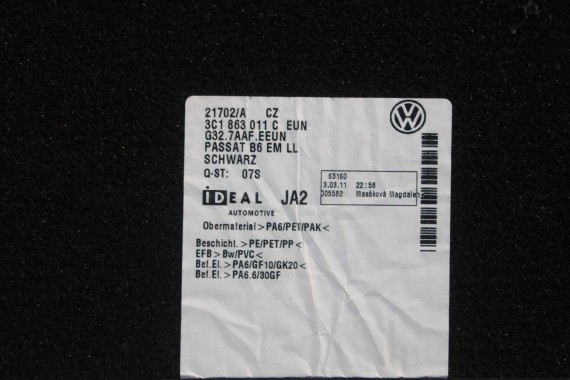 21702/A CZ
3C1 863 011 C EUN
G32.7AAF.EEUN
PASSAT B6 EM LL
SCHWARZ
Q-ST: 07S
IDEAL JA2
AUTOMOTIVE
63160
3.03.11 22:58
005582 Masáková Magdalen
Obermaterial > PA6/PET/PAK <
Beschicht. > PE/PET/PP <
EFB > Bw/PVC <
Bef.El. > PA6/GF10/GK20 <
Bef.El. > PA6.6/30GF